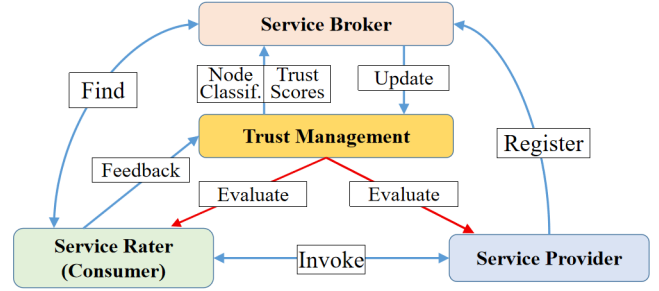 Service Broker
Node
Classif.
Trust
Scores
Update
Find
Trust Management
Register
Feedback
Evaluate
Evaluate
Service Rater
(Consumer)
Invoke
Service Provider